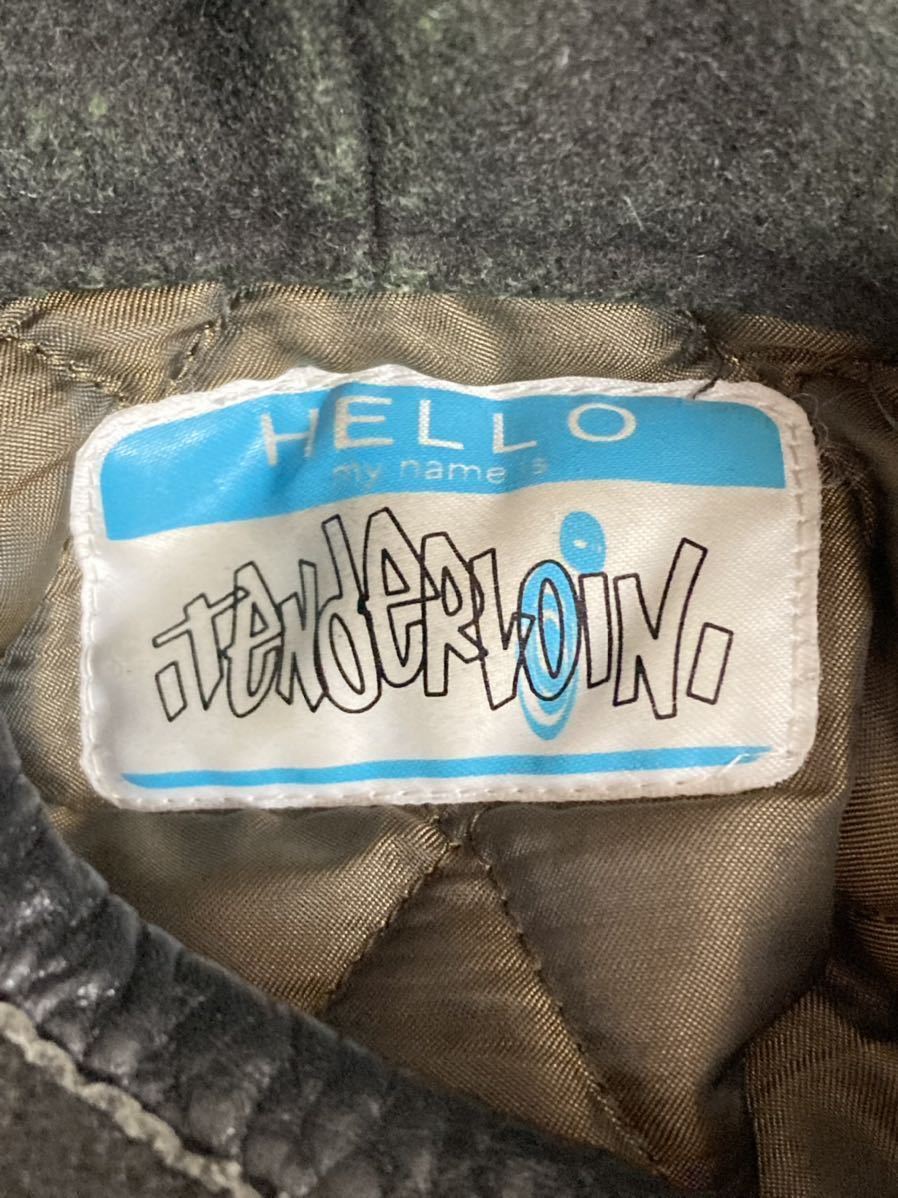 HELLO
my name is
.tenderloin.